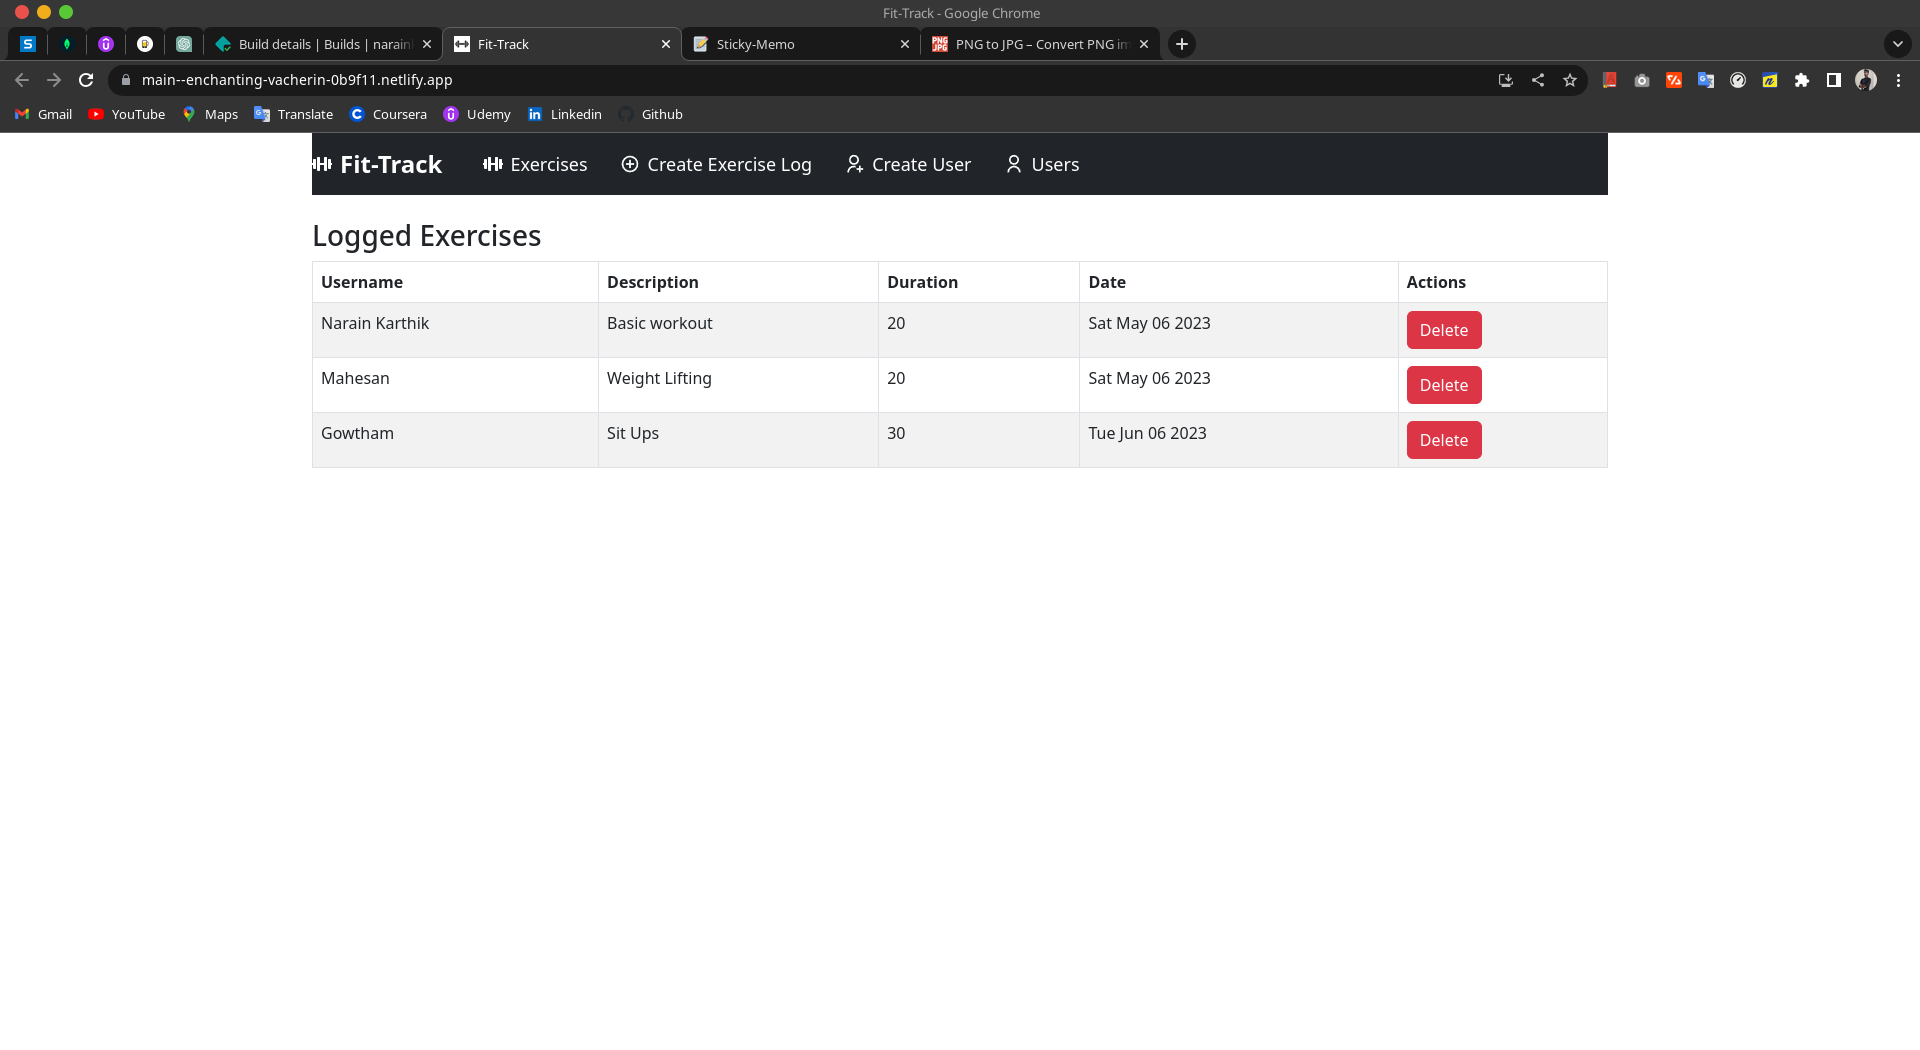 Fit-Track - Google Chrome
Build details | Builds | narain
Fit-Track
Sticky-Memo
PNG to JPG – Convert PNG im
main--enchanting-vacherin-0b9f11.netlify.app
Gmail YouTube Maps Translate Coursera Udemy Linkedin Github
Fit-Track Exercises Create Exercise Log Create User Users
Logged Exercises
Username Description Duration Date Actions
Narain Karthik Basic workout 20 Sat May 06 2023 Delete
Mahesan Weight Lifting 20 Sat May 06 2023 Delete
Gowtham Sit Ups 30 Tue Jun 06 2023 Delete